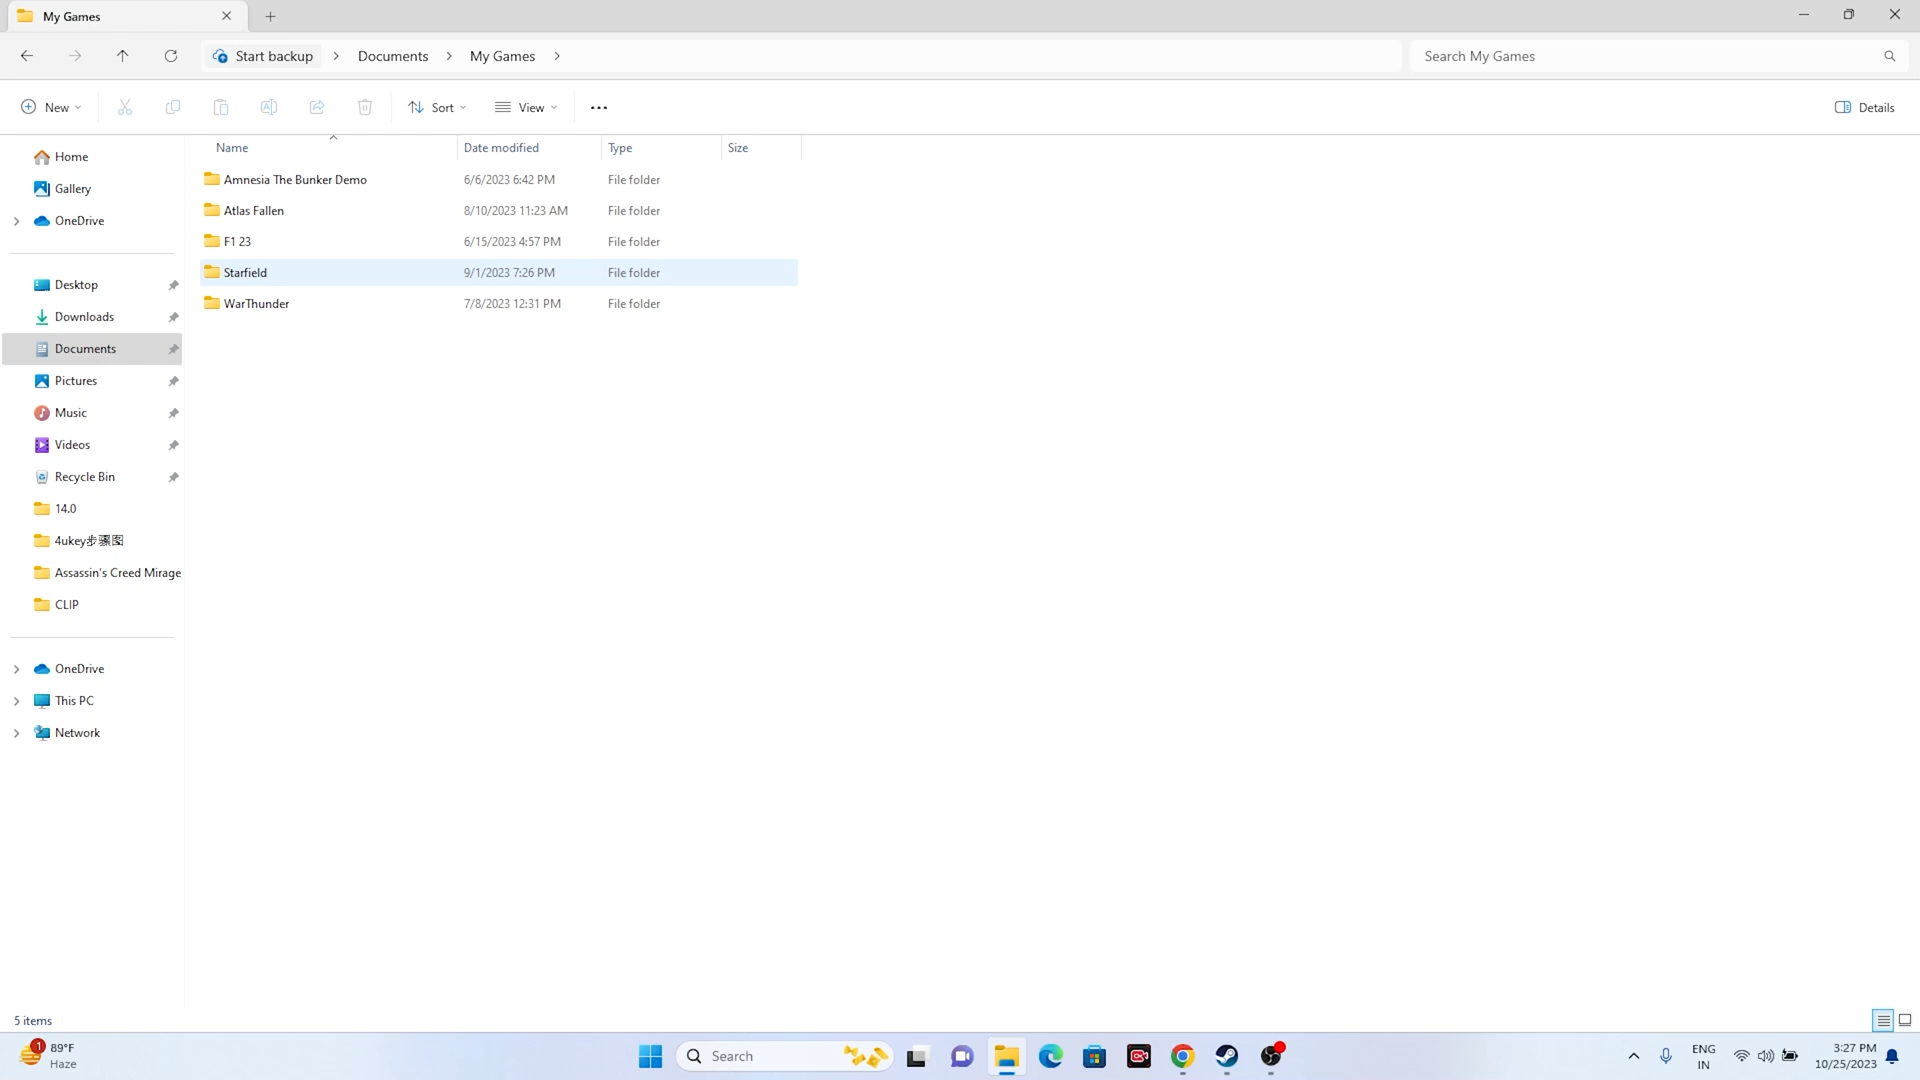 My Games
Start backup > Documents > My Games >
Search My Games
New
Sort
View
Details
Name Date modified Type Size
Amnesia The Bunker Demo 6/6/2023 6:42 PM File folder
Atlas Fallen 8/10/2023 11:23 AM File folder
F1 23 6/15/2023 4:57 PM File folder
Starfield 9/1/2023 7:26 PM File folder
WarThunder 7/8/2023 12:31 PM File folder
Home
Gallery
OneDrive
Desktop
Downloads
Documents
Pictures
Music
Videos
Recycle Bin
14.0
4ukey步骤图
Assassin's Creed Mirage
CLIP
OneDrive
This PC
Network
5 items
1
89°F
Haze
Search
ENG
IN
3:27 PM
10/25/2023